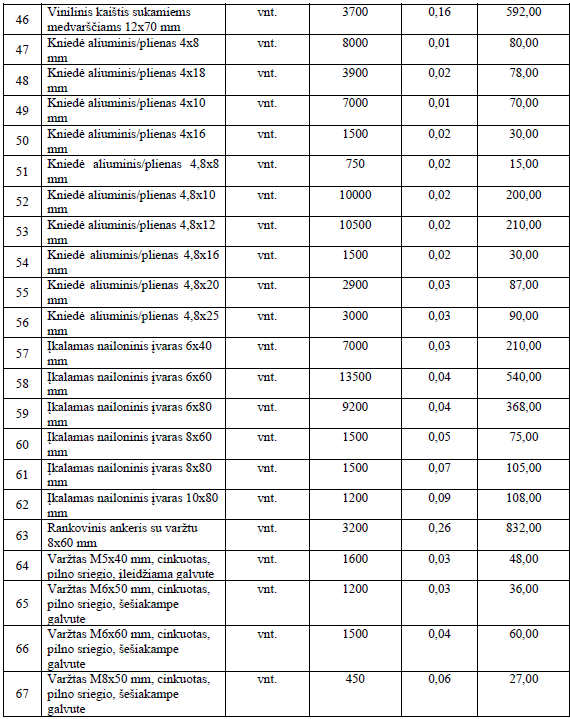 46 Vinilinis kaištis sukamiems vnt. 3700 0,16 592,00
medvarščiams 12x70 mm
47 Kniedė aliuminis/plienas 4x8 vnt. 8000 0,01 80,00
mm
48 Kniedė aliuminis/plienas 4x18 vnt. 3900 0,02 78,00
mm
49 Kniedė aliuminis/plienas 4x10 vnt. 7000 0,01 70,00
mm
50 Kniedė aliuminis/plienas 4x16 vnt. 1500 0,02 30,00
mm
51 Kniedė aliuminis/plienas 4,8x8 vnt. 750 0,02 15,00
mm
52 Kniedė aliuminis/plienas 4,8x10 vnt. 10000 0,02 200,00
mm
53 Kniedė aliuminis/plienas 4,8x12 vnt. 10500 0,02 210,00
mm
54 Kniedė aliuminis/plienas 4,8x16 vnt. 1500 0,02 30,00
mm
55 Kniedė aliuminis/plienas 4,8x20 vnt. 2900 0,03 87,00
mm
56 Kniedė aliuminis/plienas 4,8x25 vnt. 3000 0,03 90,00
mm
57 Įkalamas nailoninis įvaras 6x40 vnt. 7000 0,03 210,00
mm
58 Įkalamas nailoninis įvaras 6x60 vnt. 13500 0,04 540,00
mm
59 Įkalamas nailoninis įvaras 6x80 vnt. 9200 0,04 368,00
mm
60 Įkalamas nailoninis įvaras 8x60 vnt. 1500 0,05 75,00
mm
61 Įkalamas nailoninis įvaras 8x80 vnt. 1500 0,07 105,00
mm
62 Įkalamas nailoninis įvaras 10x80 vnt. 1200 0,09 108,00
mm
63 Rankovinis ankeris su varžtu vnt. 3200 0,26 832,00
8x60 mm
64 Varžtas M5x40 mm, cinkuotas, vnt. 1600 0,03 48,00
pilno sriegio, įleidžiama galvute
65 Varžtas M6x50 mm, cinkuotas, vnt. 1200 0,03 36,00
pilno sriegio, šešiakampe
galvute
66 Varžtas M6x60 mm, cinkuotas, vnt. 1500 0,04 60,00
pilno sriegio, šešiakampe
galvute
67 Varžtas M8x50 mm, cinkuotas, vnt. 450 0,06 27,00
pilno sriegio, šešiakampe
galvute